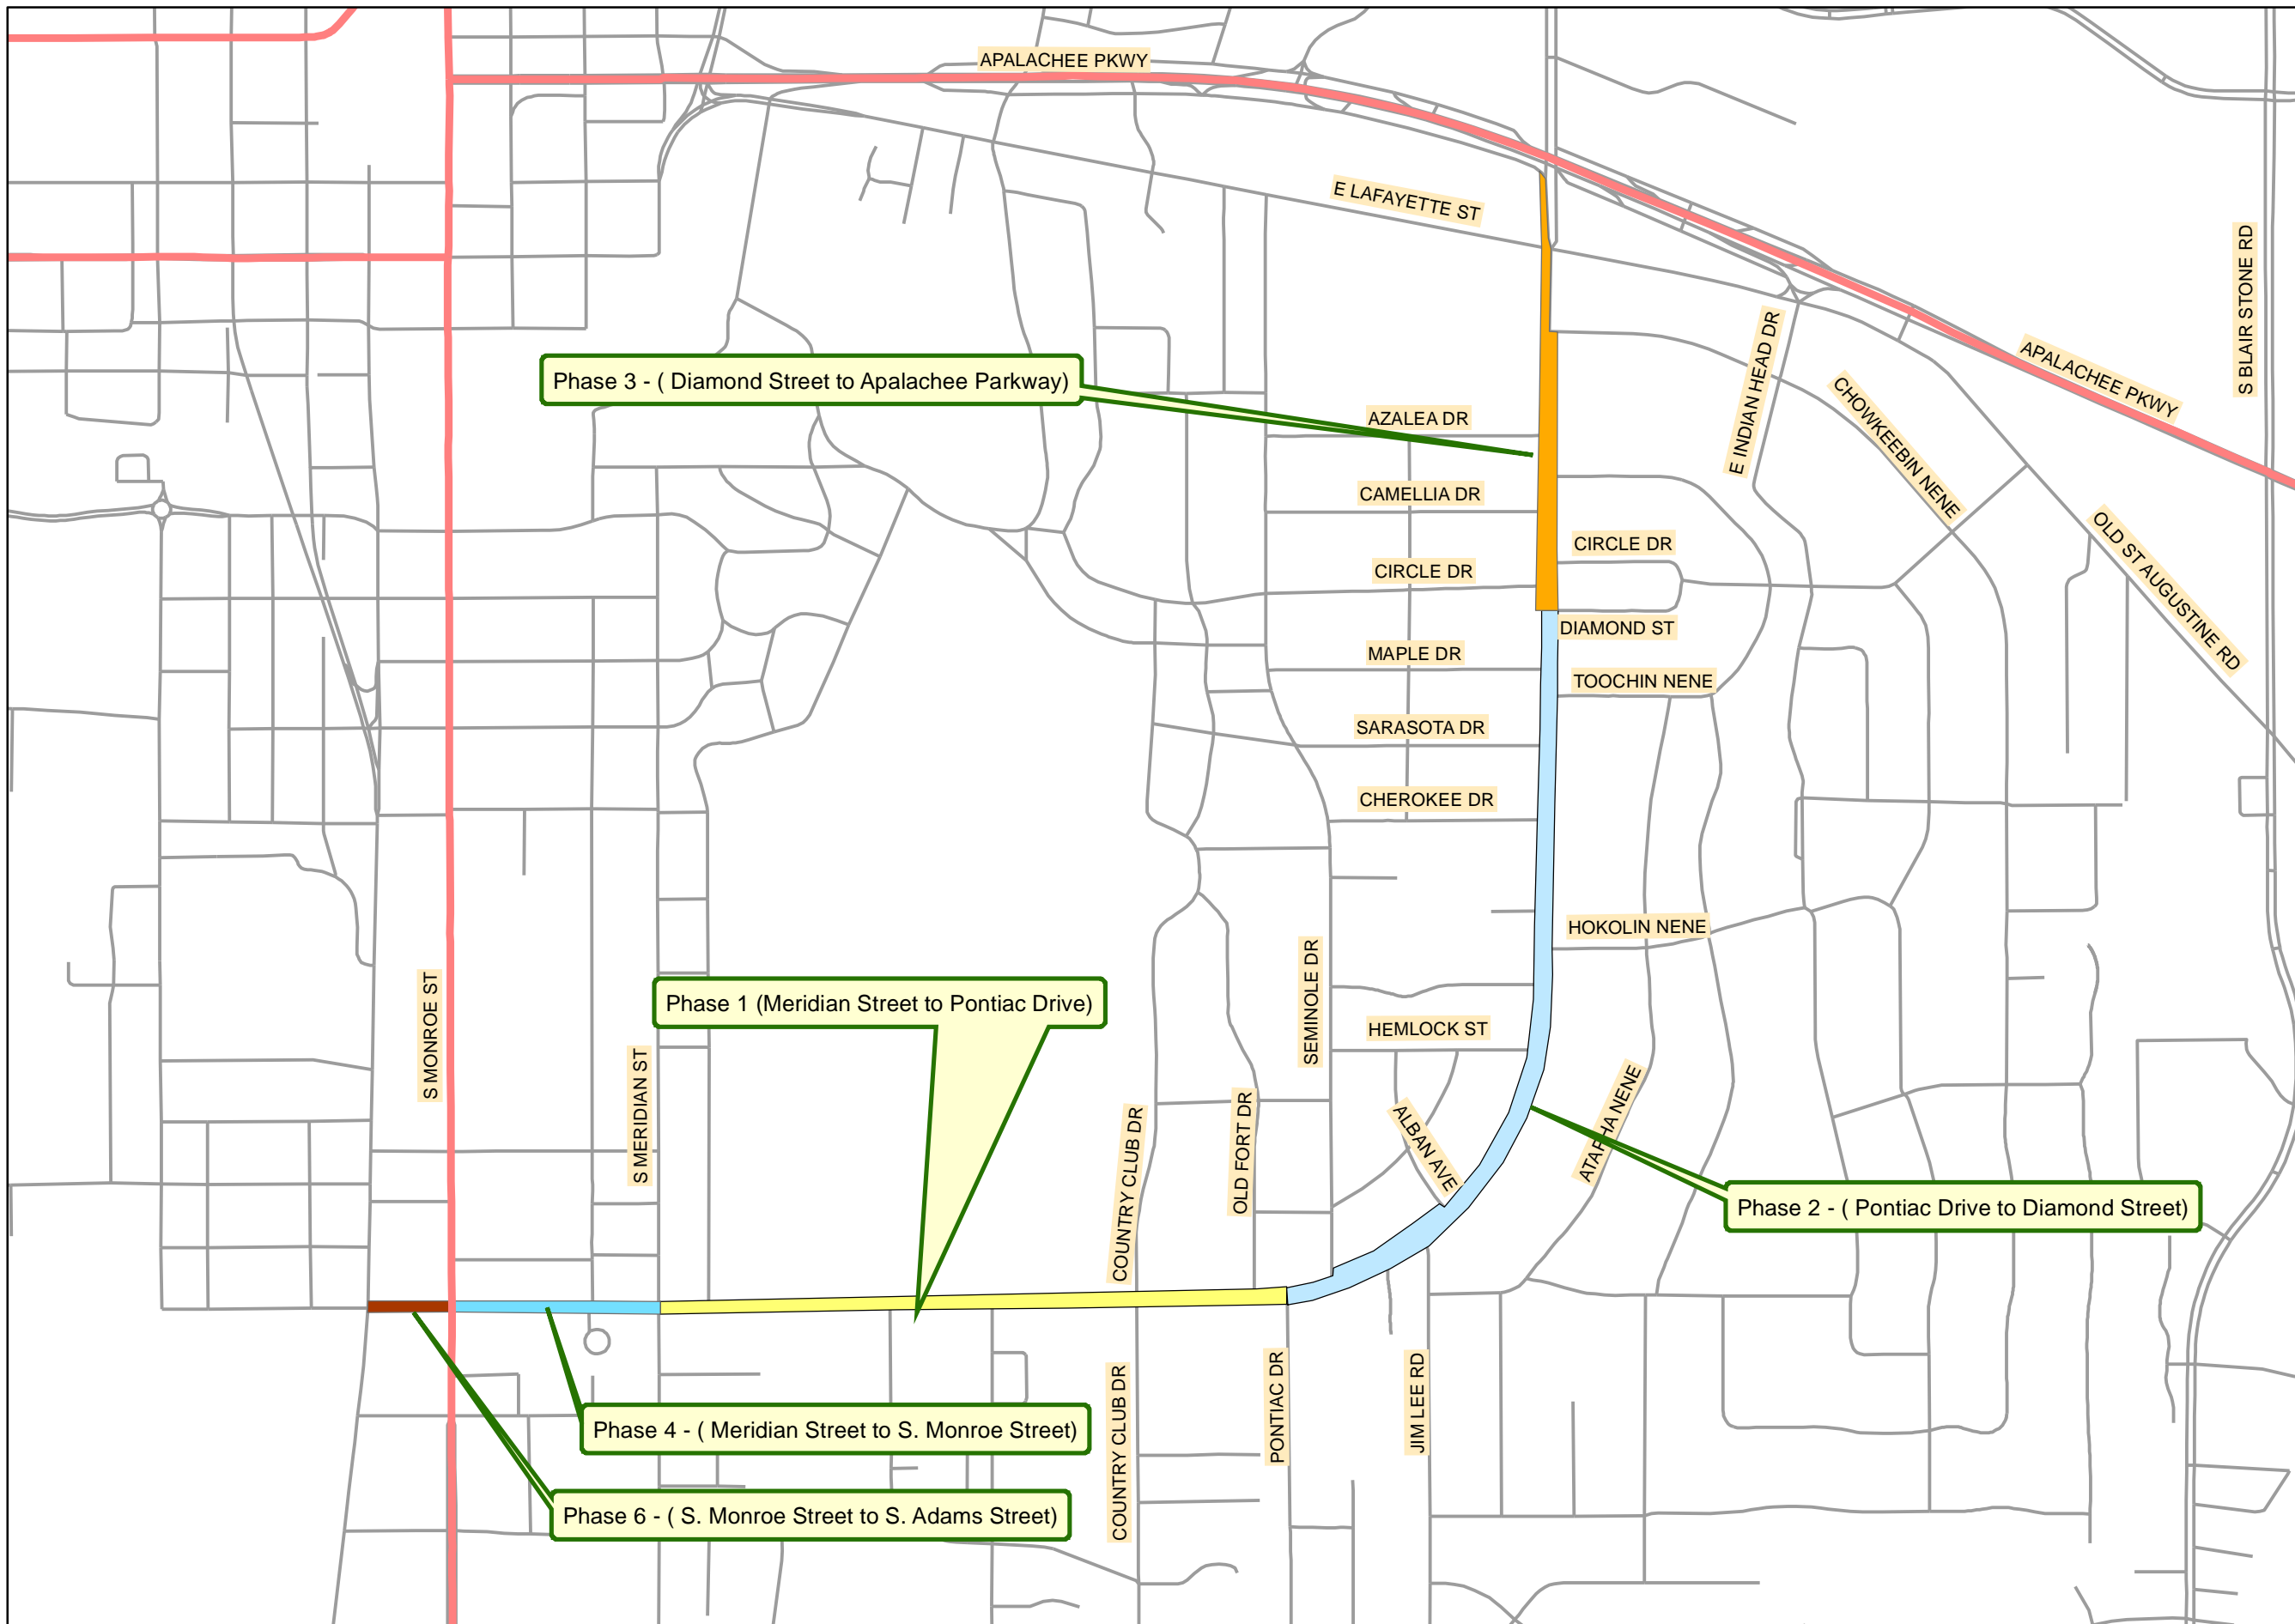 APALACHEE PKWY
E LAFAYETTE ST
S BLAIR STONE RD
E INDIAN HEAD DR
APALACHEE PKWY
Phase 3 - ( Diamond Street to Apalachee Parkway)
CHOWKEEBIN NENE
AZALEA DR
CAMELLIA DR
OLD ST AUGUSTINE RD
CIRCLE DR
CIRCLE DR
DIAMOND ST
MAPLE DR
TOOCHIN NENE
SARASOTA DR
CHEROKEE DR
HOKOLIN NENE
SEMINOLE DR
S MONROE ST
Phase 1 (Meridian Street to Pontiac Drive)
HEMLOCK ST
S MERIDIAN ST
ATAPHA NENE
ALBAN AVE
OLD FORT DR
COUNTRY CLUB DR
Phase 2 - ( Pontiac Drive to Diamond Street)
COUNTRY CLUB DR
PONTIAC DR
JIM LEE RD
Phase 4 - ( Meridian Street to S. Monroe Street)
Phase 6 - ( S. Monroe Street to S. Adams Street)